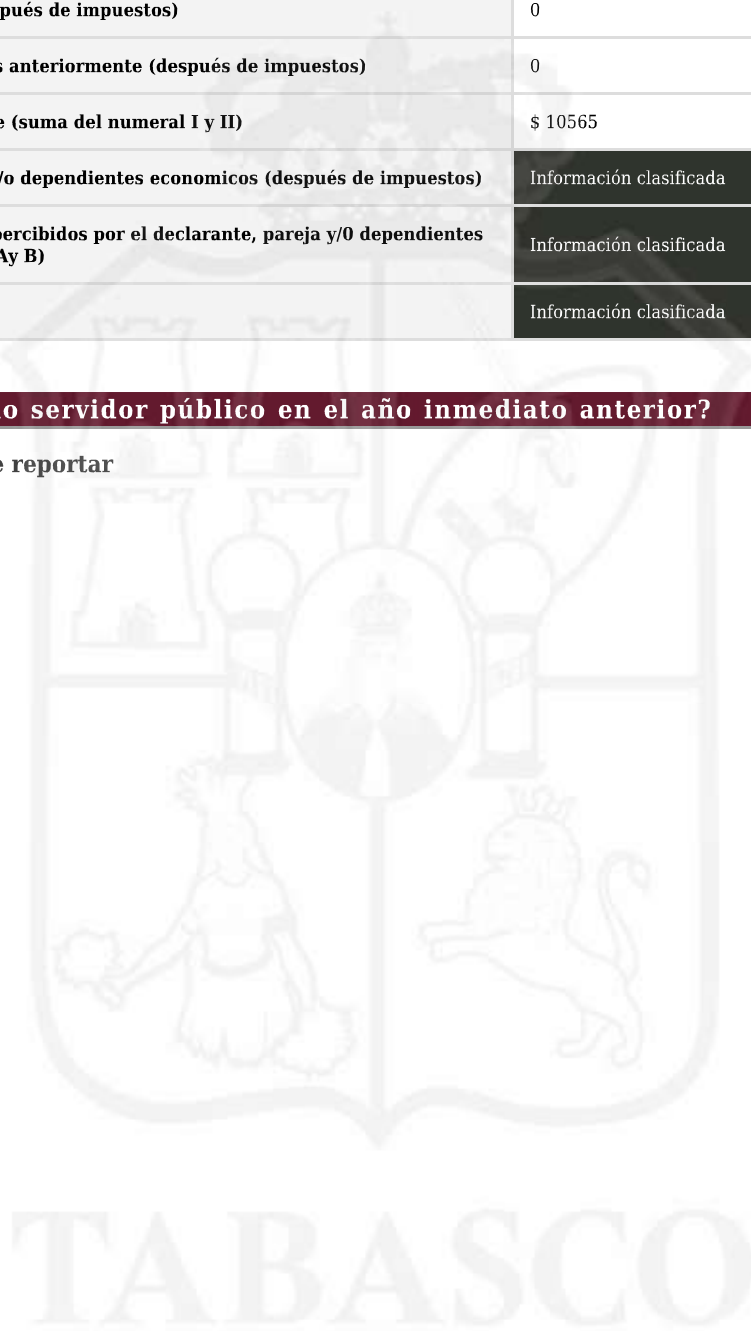 pués de impuestos)
0
s anteriormente (después de impuestos)
0
e (suma del numeral I y II)
$ 10565
/o dependientes economicos (después de impuestos)
Información clasificada
percibidos por el declarante, pareja y/0 dependientes
Ay B)
Información clasificada
Información clasificada
o servidor público en el año inmediato anterior?
e reportar
TABASCO